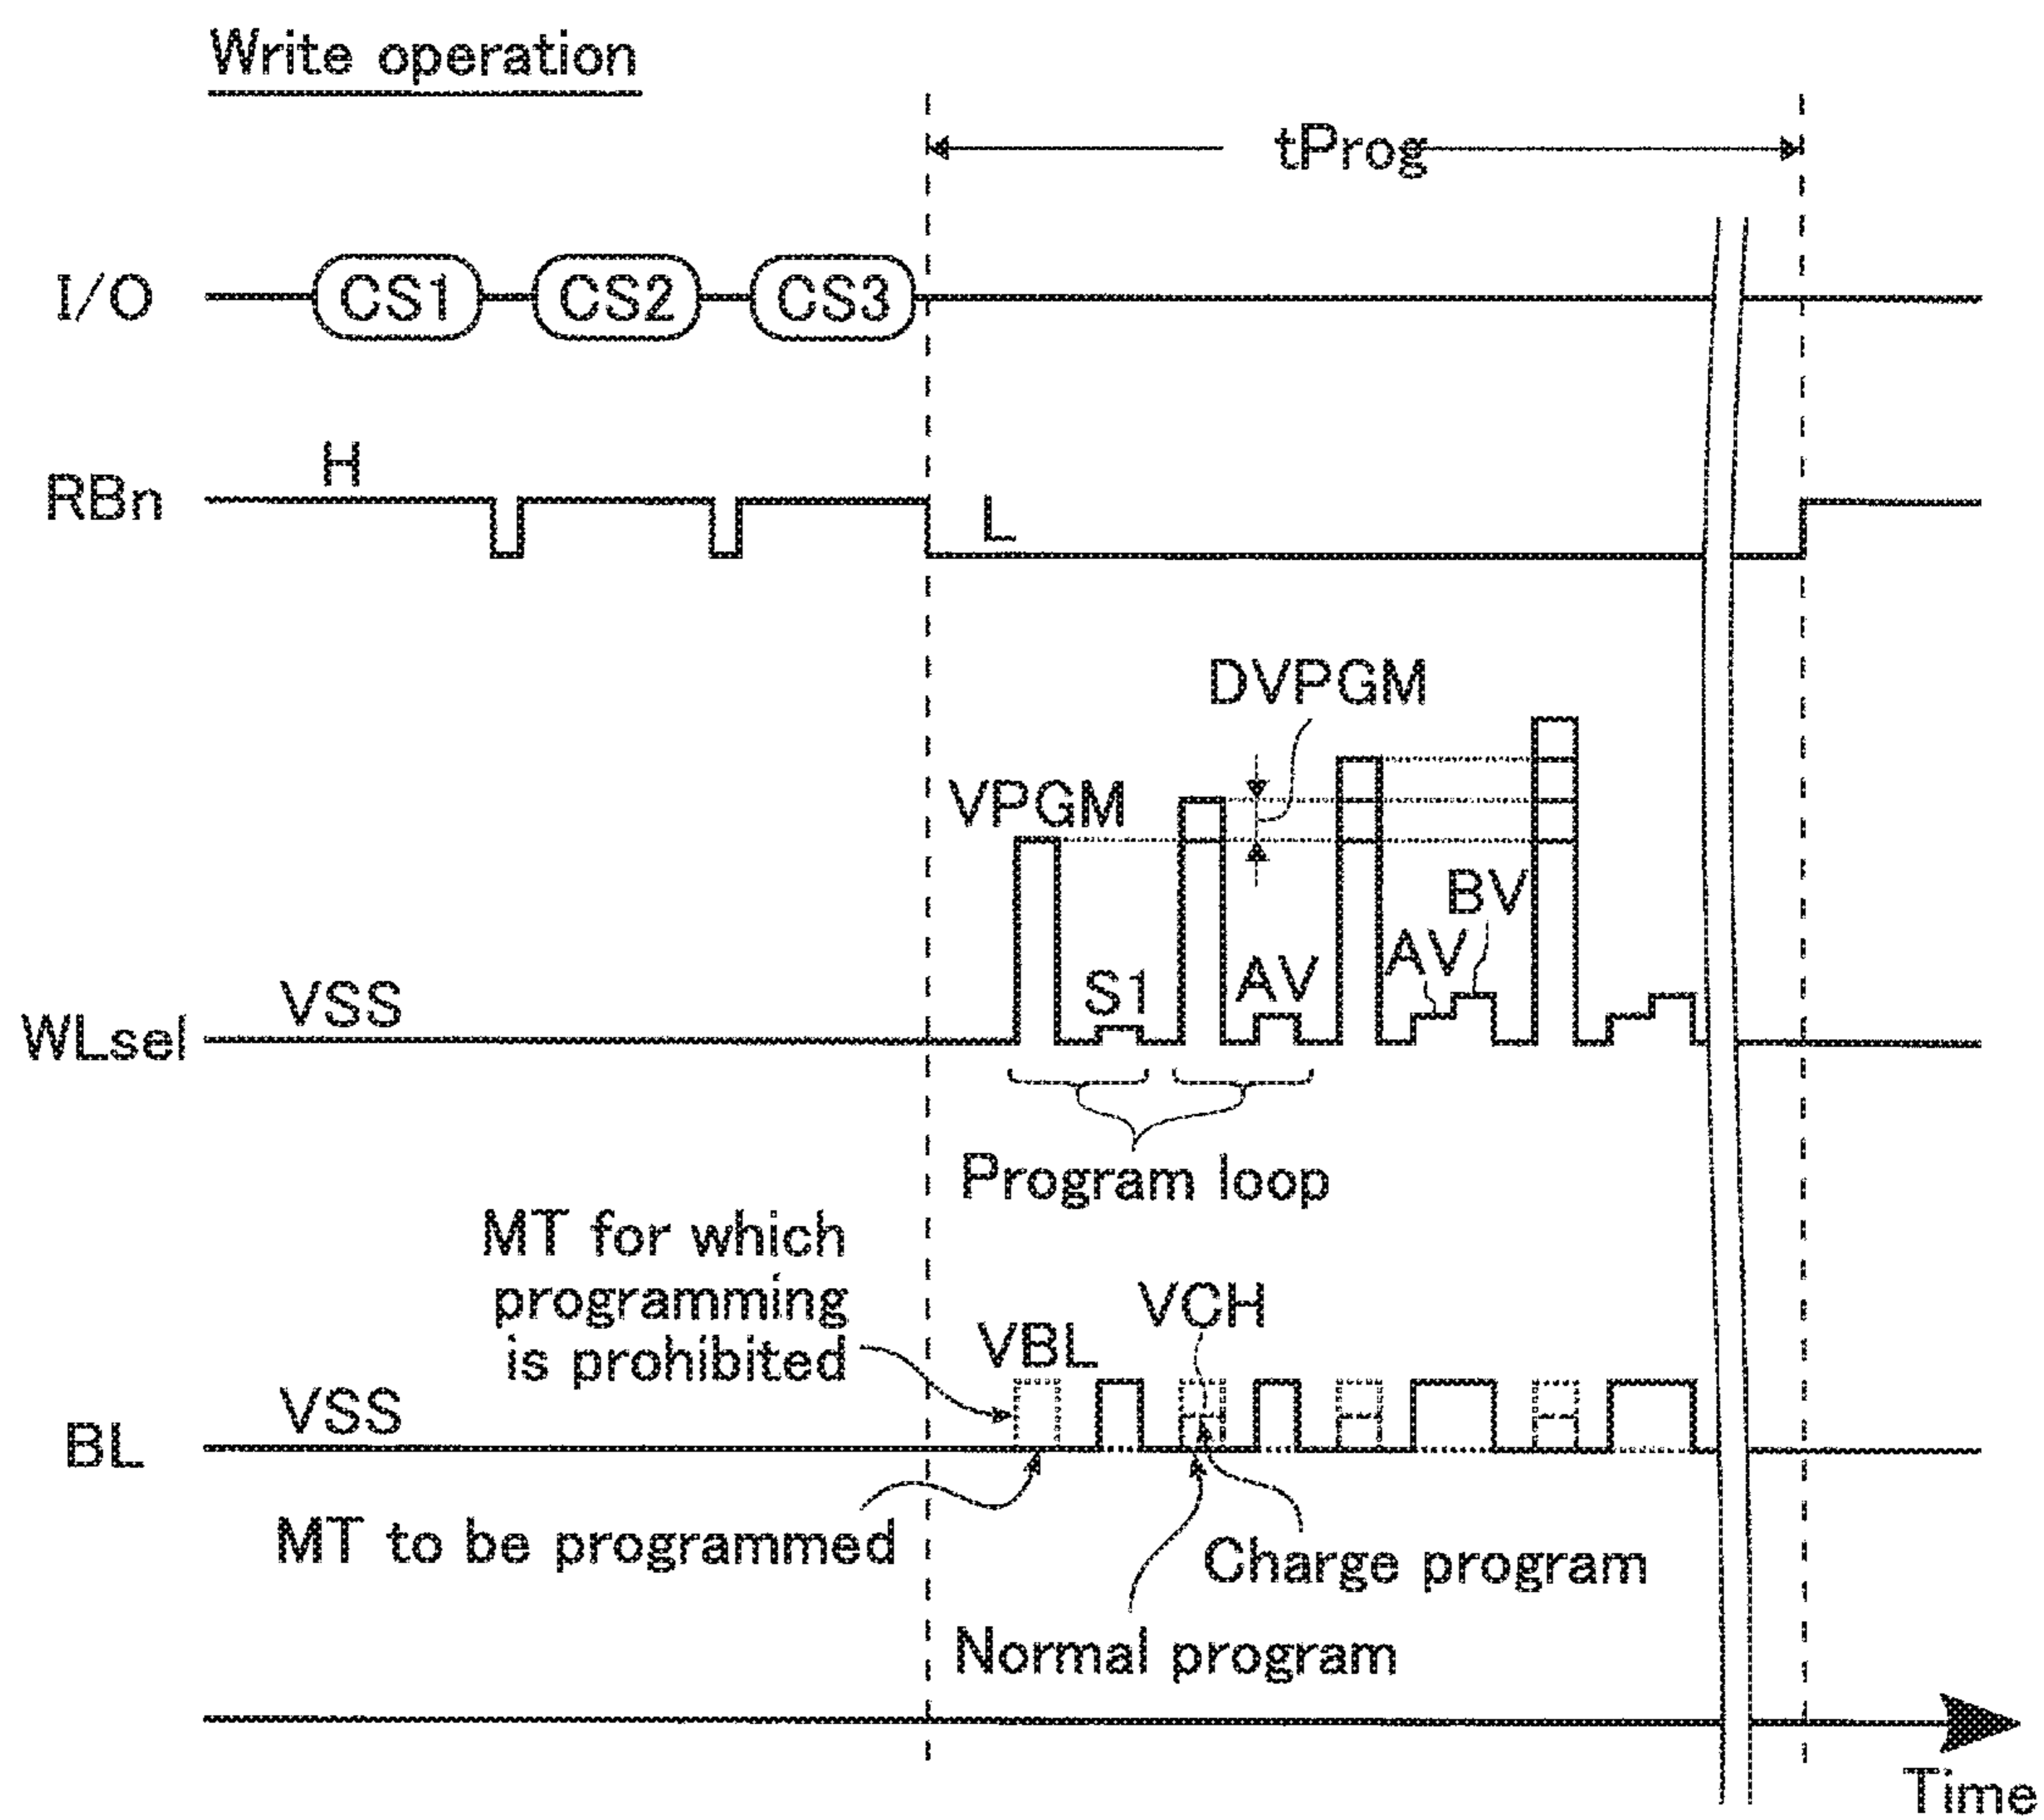 Write operation
tProg
I/O
CS1
CS2
CS3
RBn
H
L
DVPGM
VPGM
BV
AV
S1
AV
WLsel
VSS
Program loop
MT for which
programming
is prohibited
VCH
VBL
BL
VSS
MT to be programmed
Charge program
Normal program
Time